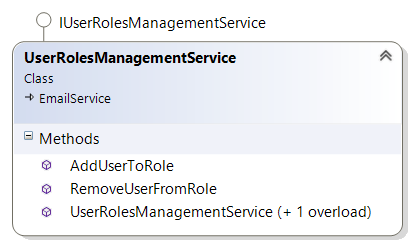 IUserRolesManagementService
UserRolesManagementService
Class
EmailService
Methods
AddUserToRole
RemoveUserFromRole
UserRolesManagementService (+ 1 overload)